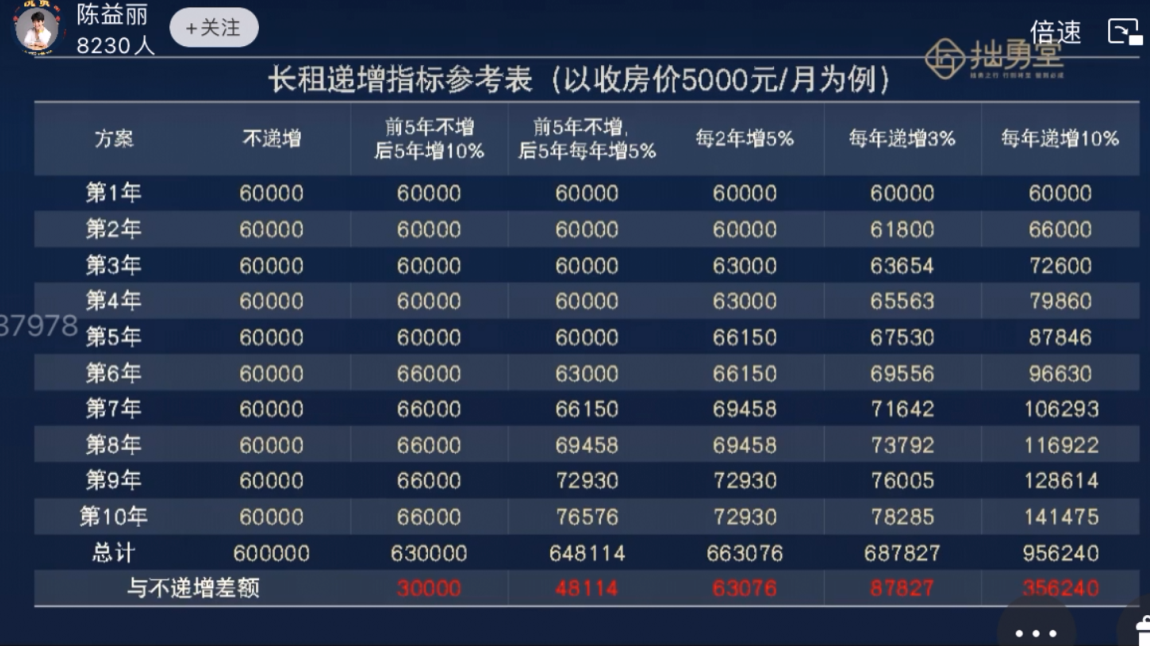 陈益丽
8230人
+关注
倍速
拙勇堂
长租递增指标参考表（以收房价5000元/月为例）
方案 不递增 前5年不增 后5年增10% 前5年不增, 后5年每年增5% 每2年增5% 每年递增3% 每年递增10%
第1年 60000 60000 60000 60000 60000 60000
第2年 60000 60000 60000 60000 61800 66000
第3年 60000 60000 60000 63000 63654 72600
第4年 60000 60000 60000 63000 65563 79860
87978
第5年 60000 60000 60000 66150 67530 87846
第6年 60000 66000 63000 66150 69556 96630
第7年 60000 66000 66150 69458 71642 106293
第8年 60000 66000 69458 69458 73792 116922
第9年 60000 66000 72930 72930 76005 128614
第10年 60000 66000 76576 72930 78285 141475
总计 600000 630000 648114 663076 687827 956240
与不递增差额 30000 48114 63076 87827 356240